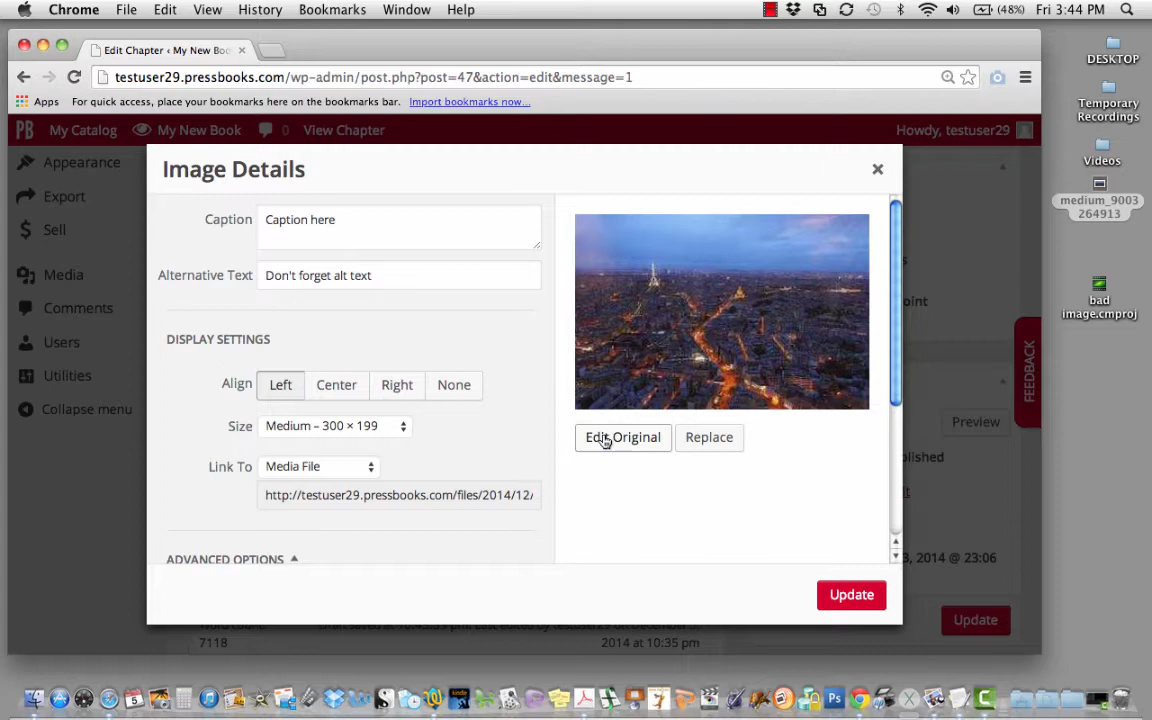 Chrome File Edit View History Bookmarks Window Help (48%) Fri 3:44 PM
Edit Chapter ‹ My New Boo
testuser29.pressbooks.com/wp-admin/post.php?post=47&action=edit&message=1
Apps For quick access, place your bookmarks here on the bookmarks bar. Import bookmarks now...
PB My Catalog My New Book 0 View Chapter Howdy, testuser29
Appearance
Export
Sell
Media
Comments
Users
Utilities
Collapse menu
Image Details
Caption Caption here
Alternative Text Don't forget alt text
DISPLAY SETTINGS
Align Left Center Right None
Size Medium – 300 × 199
Link To Media File
http://testuser29.pressbooks.com/files/2014/12/
ADVANCED OPTIONS
Edit Original Replace
Update
FEEDBACK
Preview
3, 2014 @ 23:06
Update
7118
2014 at 10:35 pm
DESKTOP
Temporary
Recordings
Videos
medium_9003
264913
bad
image.cmproj